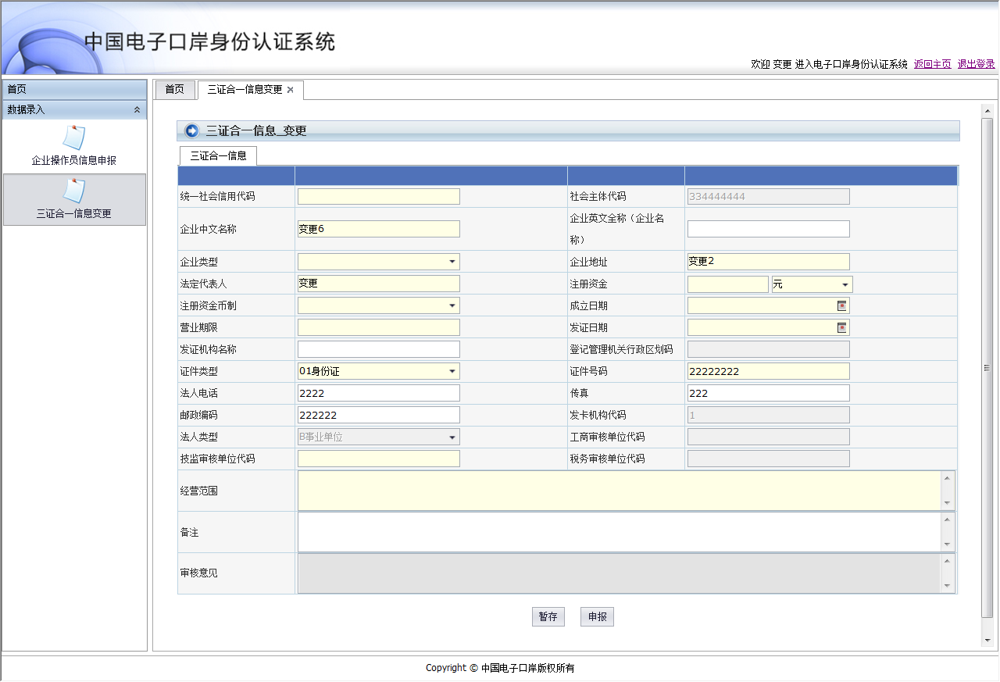 中国电子口岸身份认证系统
欢迎 变更 进入电子口岸身份认证系统 返回主页 退出登录
首页
数据录入
企业操作员信息申报
三证合一信息变更
首页 三证合一信息变更
三证合一信息_变更
三证合一信息
统一社会信用代码 社会主体代码 334444444
企业中文名称 变更6 企业英文全称（企业名
称）
企业类型 企业地址 变更2
法定代表人 变更 注册资金 元
注册资金币制 成立日期
营业期限 发证日期
发证机构名称 登记管理机关行政区划码
证件类型 01身份证 证件号码 22222222
法人电话 2222 传真 222
邮政编码 222222 发卡机构代码 1
法人类型 B事业单位 工商审核单位代码
技监审核单位代码 税务审核单位代码
经营范围
备注
审核意见
暂存 申报
Copyright © 中国电子口岸版权所有